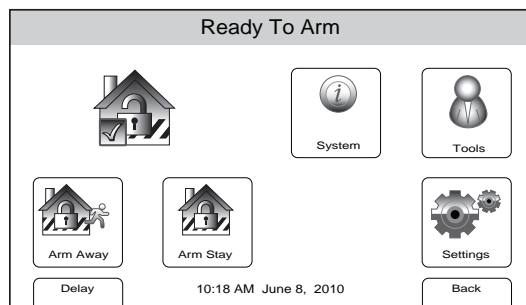 Ready To Arm
i
System
Tools
Arm Away
Arm Stay
Settings
Delay
10:18 AM June 8, 2010
Back